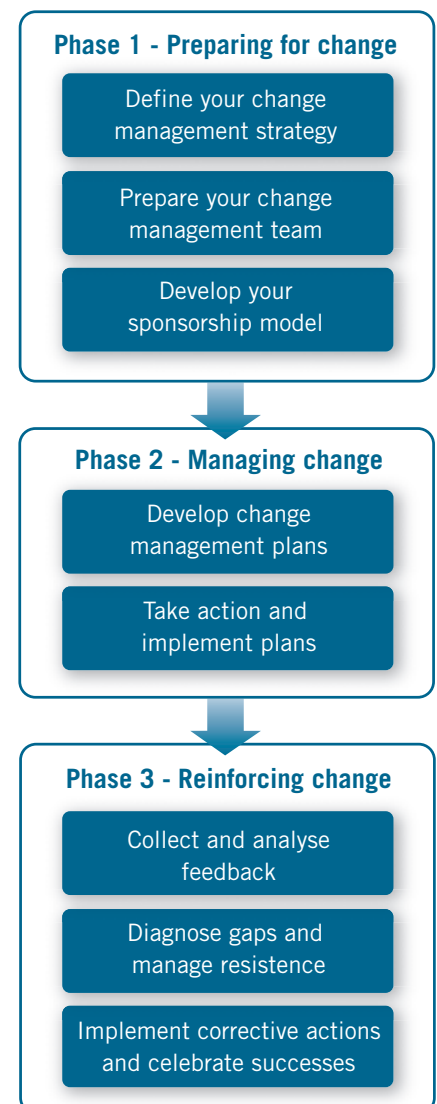 Phase 1 - Preparing for change
Define your change
management strategy
Prepare your change
management team
Develop your
sponsorship model
Phase 2 - Managing change
Develop change
management plans
Take action and
implement plans
Phase 3 - Reinforcing change
Collect and analyse
feedback
Diagnose gaps and
manage resistence
Implement corrective actions
and celebrate successes